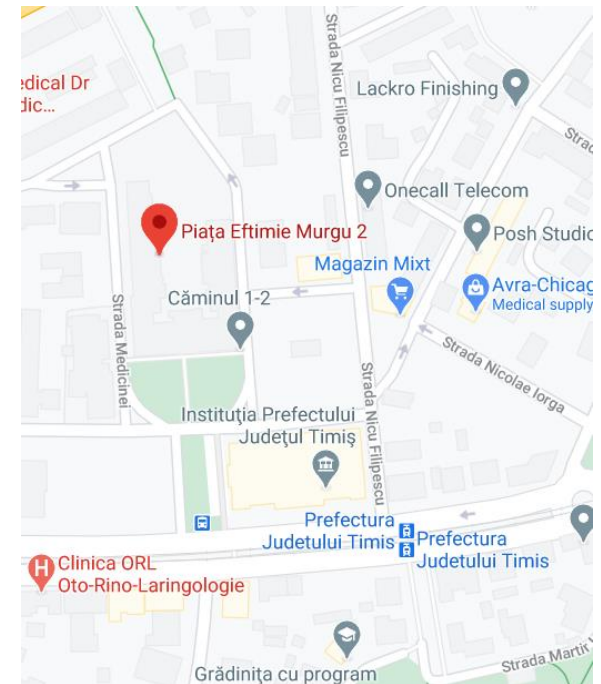 edical Dr
dic...
Lackro Finishing
Strada Nicu Filipescu
Onecall Telecom
Piața Eftimie Murgu 2
Posh Studio
Magazin Mixt
Avra-Chicag
Medical supply
Căminul 1-2
Strada Medicinei
Strada Nicolae Iorga
Instituția Prefectului
Județul Timiș
Strada Nicu Filipescu
Prefectura
Judetului Timis
Prefectura
Judetului Timis
H
Clinica ORL
Oto-Rino-Laringologie
Grădinița cu program
Strada Martir